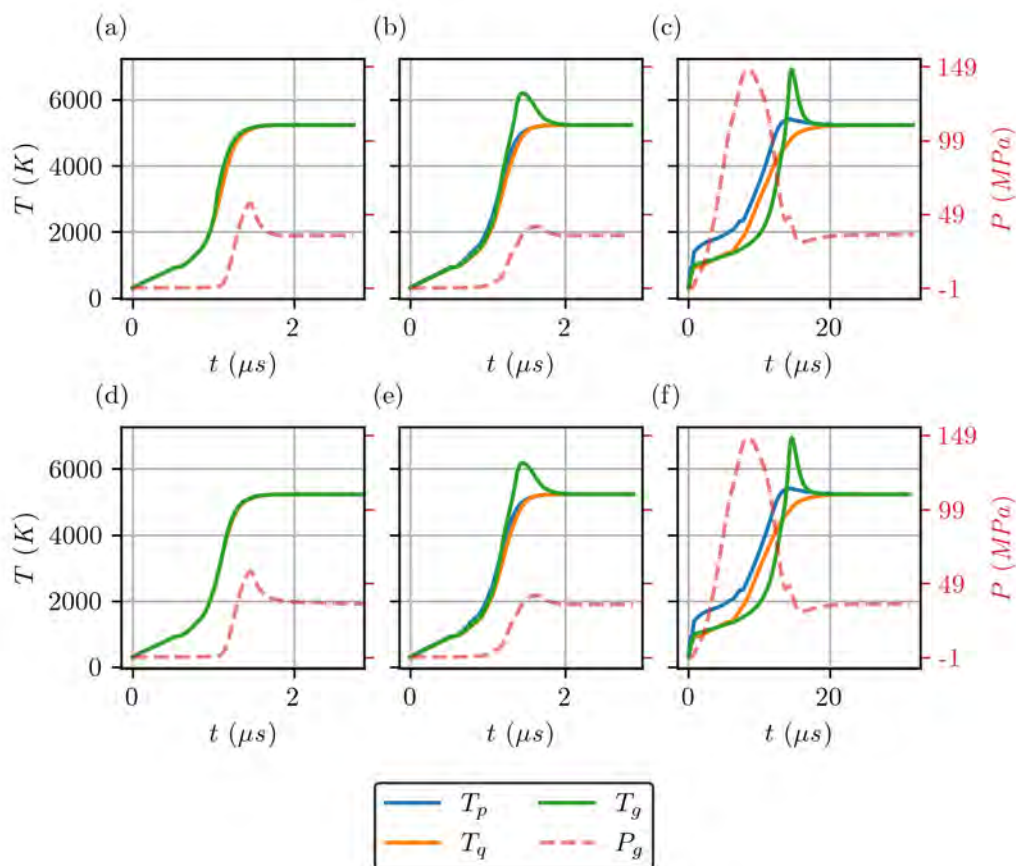 (a) (b) (c)
6000 4000 2000 0
T (K)
149 99 49 -1
P (MPa)
0 2 0 2 0 20
t (μs) t (μs) t (μs)
(d) (e) (f)
6000 4000 2000 0
T (K)
149 99 49 -1
P (MPa)
0 2 0 2 0 20
t (μs) t (μs) t (μs)
T_p T_g
T_q P_g